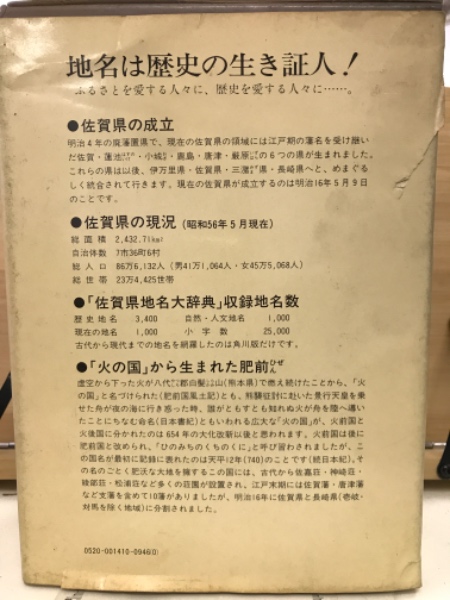 地名は歴史の生き証人!
ふるさとを愛する人々に、歴史を愛する人々に……。
●佐賀県の成立
明治4年の廃藩置県で、現在の佐賀県の領域には江戸期の藩名を受け継い
だ佐賀・蓮池・小城・鹿島・唐津・厳原の6つの県が生まれました。
これらの県は以後、伊万里県・佐賀県・三瀦県・長崎県へと、めまぐる
しく統合されて行きます。現在の佐賀県が成立するのは明治16年5月9日
のことです。
●佐賀県の現況(昭和56年5月現在)
総面積 2,432.71km²
自治体数 7市36町6村
総人口 86万6,132人(男41万1,064人・女45万5,068人)
総世帯 23万4,425世帯
●「佐賀県地名大辞典」収録地名数
歴史地名 3,400 自然・人文地名 1,000
現在の地名 1,000 小字数 25,000
古代から現代までの地名を網羅したのは角川版だけです。
●「火の国」から生まれた肥前ひぜん
虚空から下った火が八代郡白髪山(熊本県)で燃え続けたことから、「火
の国」と名づけられた(肥前国風土記)とも、熊襲征討に赴いた景行天皇を乗
せた舟が夜の海に行き惑った時、誰がともすとも知れぬ火が舟を陸へ導い
たことにちなむ命名(日本書紀)ともいわれる広大な「火の国」が、火前国と
火後国に分かれたのは654年の大化改新以後と思われます。火前国は後に
肥前国と改められ、「ひのみちのくちのくに」と呼び習わされましたが、こ
の国名が最初に記録に表れたのは天平12年(740)のことです(続日本紀)。そ
の名のごとく肥沃な大地を擁するこの国には、古代から佐嘉荘・神崎荘・
綾部荘・松浦荘など多くの荘園が設置され、江戸末期には佐賀藩・唐津藩
など支藩を含めて10藩がありましたが、明治16年に佐賀県と長崎県(壱岐・
対馬を除く地域)に分割されました。
0520-001410-0946(0)